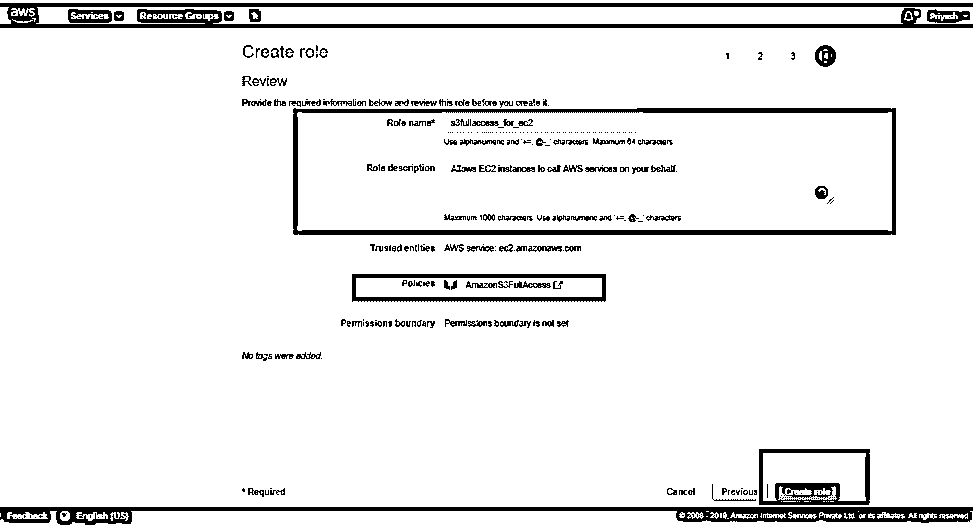 aws Services Resource Groups Priyash
Create role 1 2 3
Review
Provide the required information below and review this role before you create it.
Role name* s3fullaccess_for_ec2
Use alphanumeric and '+=,.@-_' characters. Maximum 64 characters.
Role description Allows EC2 instances to call AWS services on your behalf.
Maximum 1000 characters. Use alphanumeric and '+=,.@-_' characters.
Trusted entities AWS service: ec2.amazonaws.com
Policies AmazonS3FullAccess
Permissions boundary Permissions boundary is not set
No tags were added.
* Required Cancel Previous Create role
Feedback English (US) © 2008 - 2019, Amazon Internet Services Private Ltd. or its affiliates. All rights reserved.